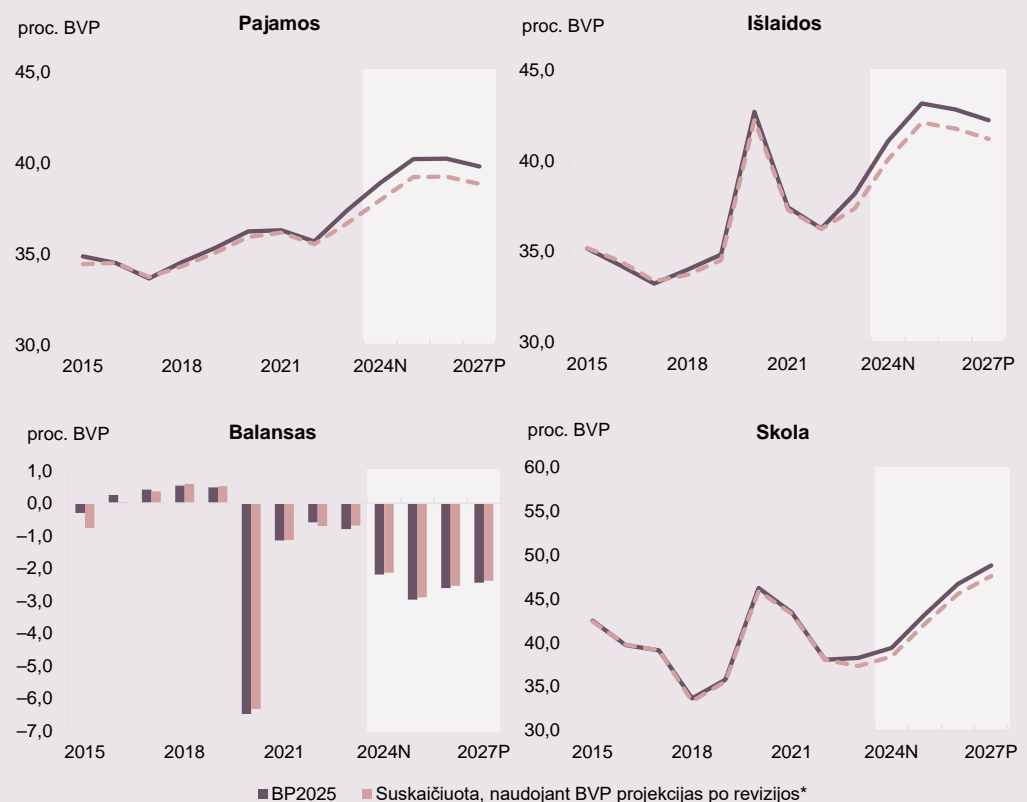 proc. BVP
Pajamos
45,0
40,0
35,0
30,0
2015 2018 2021 2024N 2027P
proc. BVP
Išlaidos
45,0
40,0
35,0
30,0
2015 2018 2021 2024N 2027P
proc. BVP
Balansas
1,0
0,0
–1,0
–2,0
–3,0
–4,0
–5,0
–6,0
–7,0
2015 2018 2021 2024N 2027P
proc. BVP
Skola
60,0
55,0
50,0
45,0
40,0
35,0
30,0
2015 2018 2021 2024N 2027P
BP2025 Suskaičiuota, naudojant BVP projekcijas po revizijos*